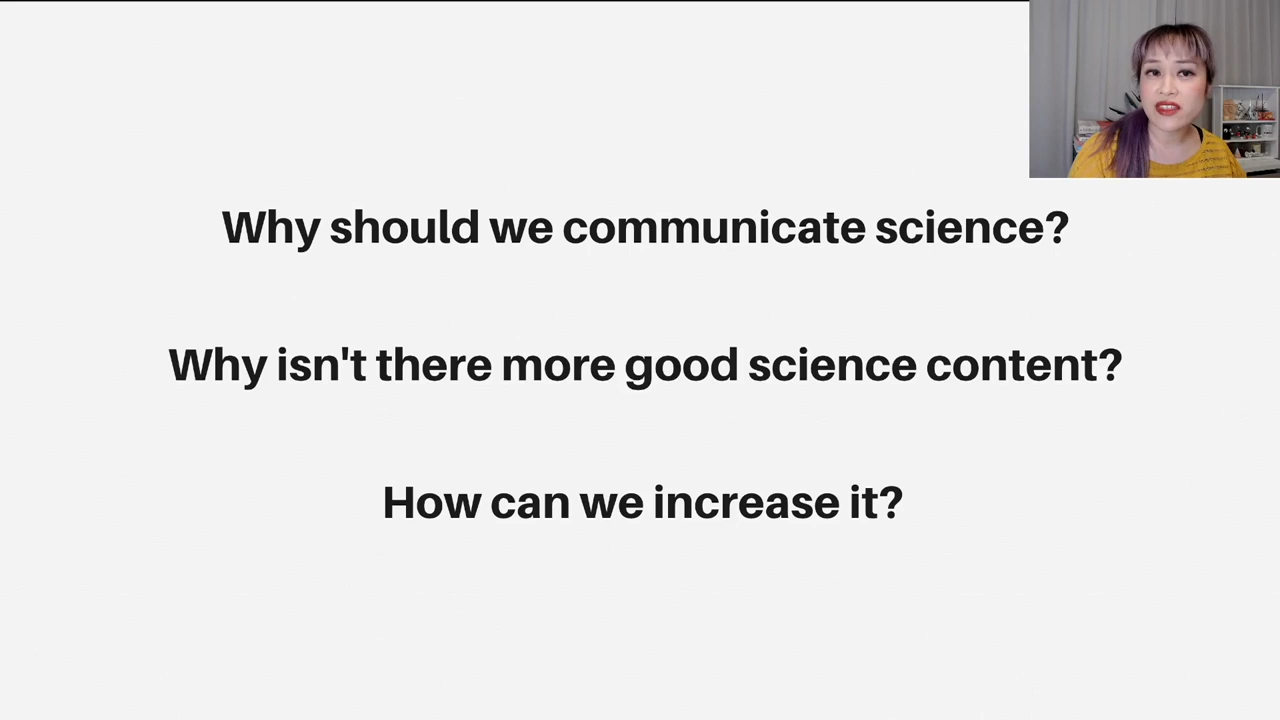 Why should we communicate science?
Why isn't there more good science content?
How can we increase it?